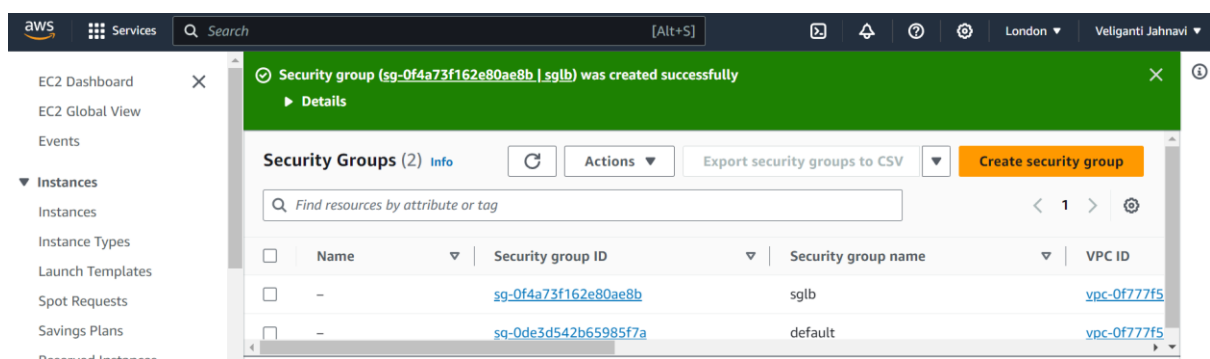 aws Services Search [Alt+S] London ▼ Veliganti Jahnavi ▼
EC2 Dashboard
EC2 Global View
Events
▼ Instances
Instances
Instance Types
Launch Templates
Spot Requests
Savings Plans
Reserved Instances
Security group (sg-0f4a73f162e80ae8b | sglb) was created successfully
▶ Details
Security Groups (2) Info Actions ▼ Export security groups to CSV ▼ Create security group
Find resources by attribute or tag < 1 >
Name Security group ID Security group name VPC ID
– sg-0f4a73f162e80ae8b sglb vpc-0f777f5
– sg-0de3d542b65985f7a default vpc-0f777f5